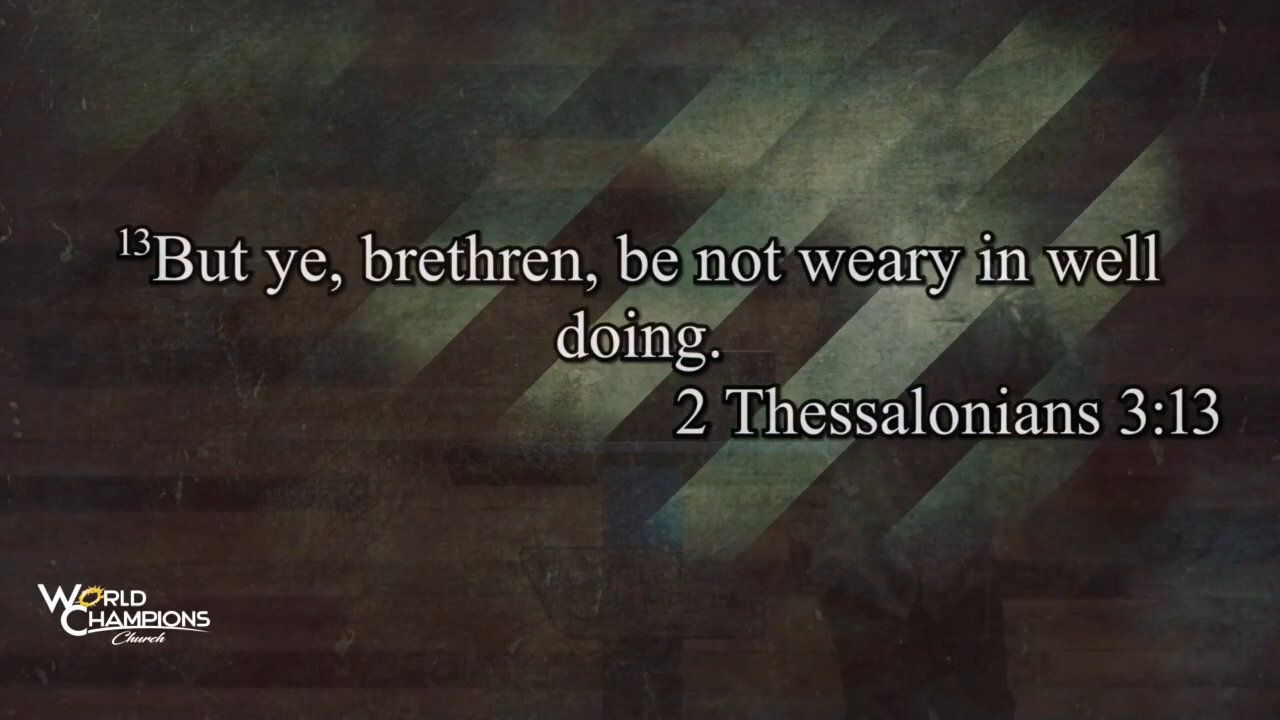 ¹³But ye, brethren, be not weary in well
doing.
2 Thessalonians 3:13
WORLD
CHAMPIONS
Church